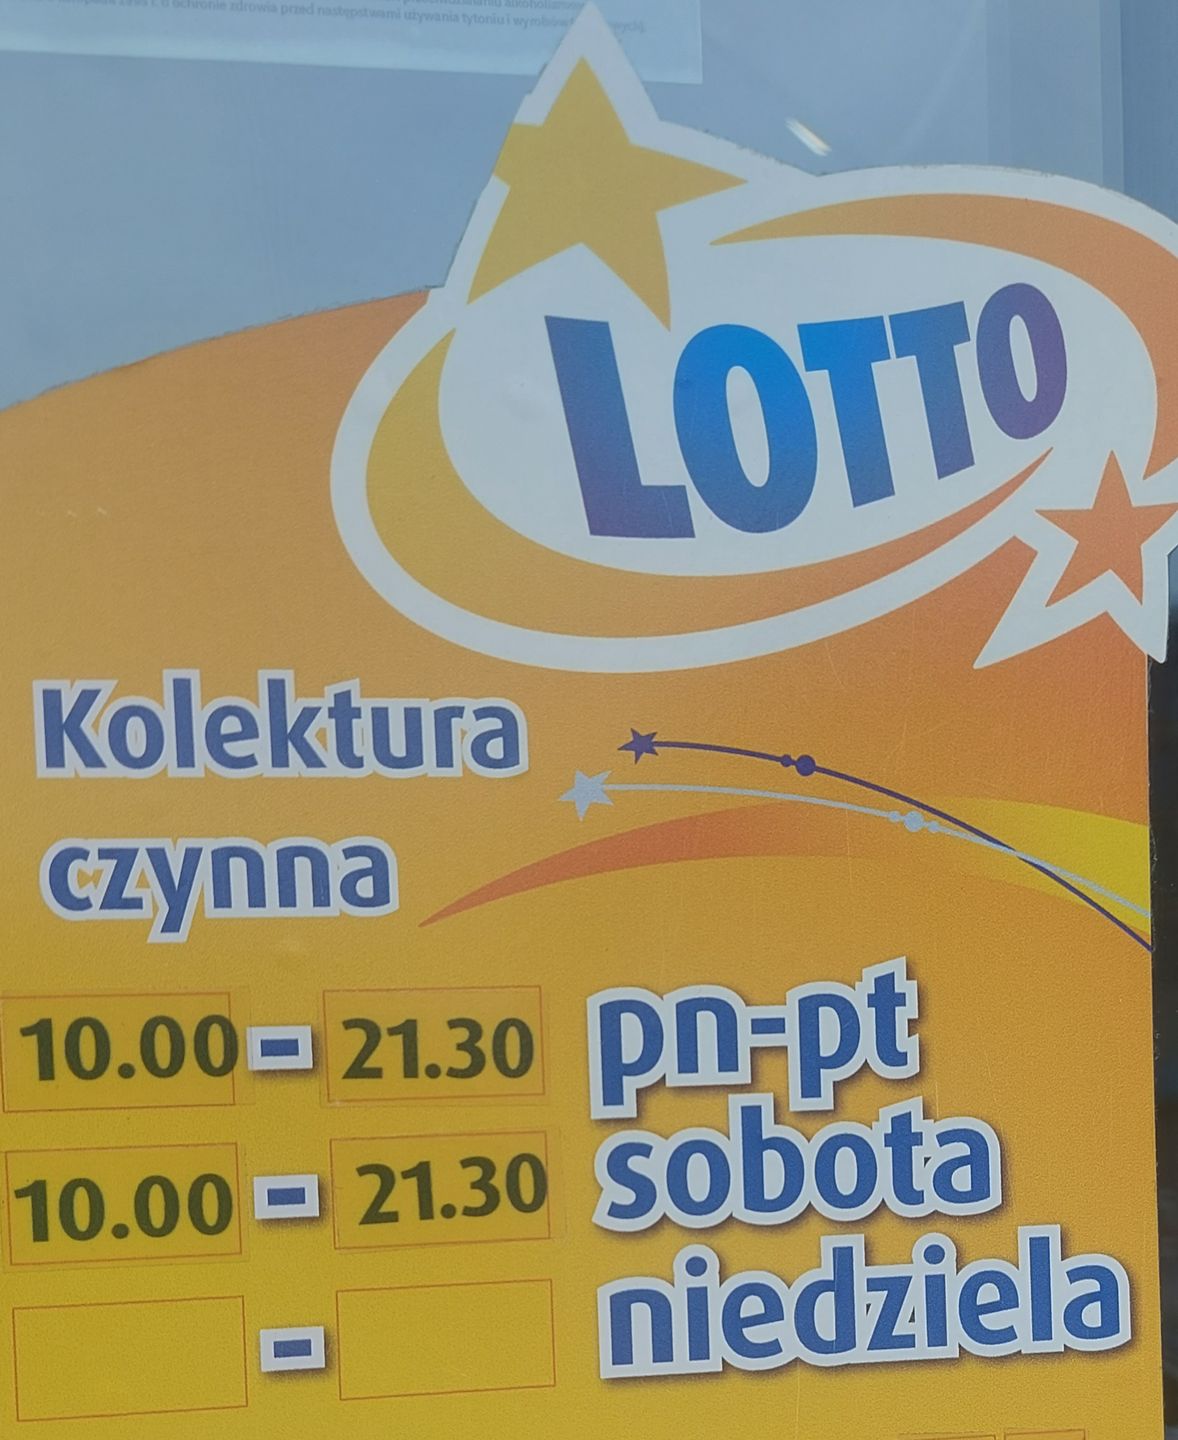 o ochronie zdrowia przed następstwami używania tytoniu i wyrobów
LOTTO
Kolektura
czynna
10.00 - 21.30 pn-pt
10.00 - 21.30 sobota
- niedziela